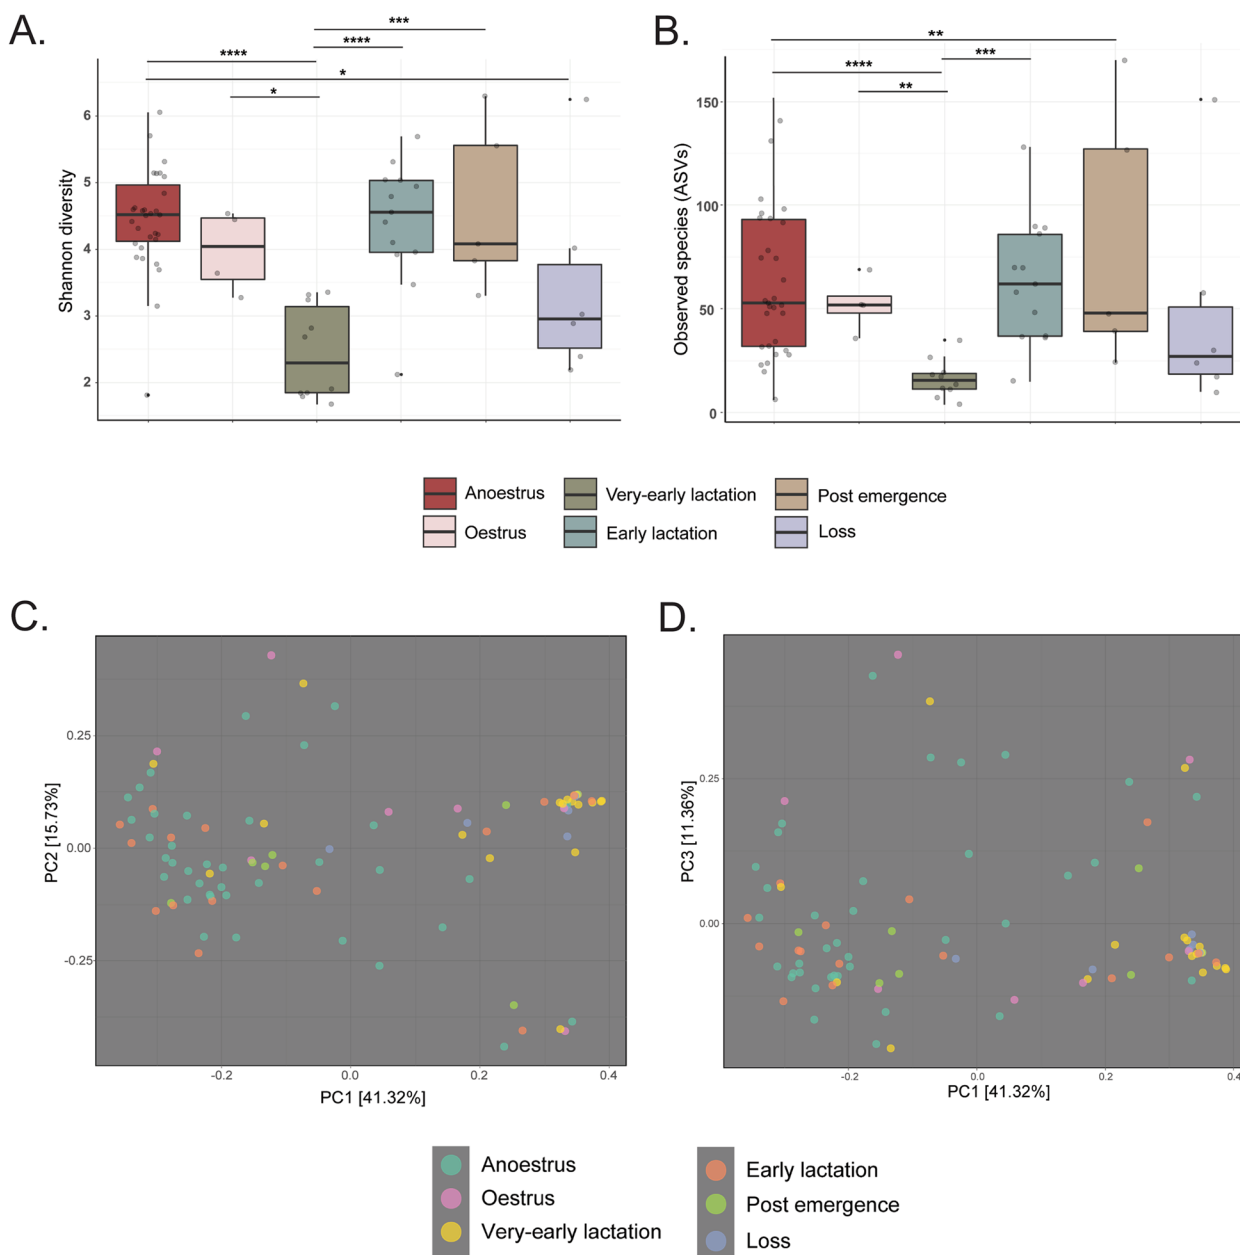 A.
B.
***
****
****
*
*
**
***
****
**
Shannon diversity
6
5
4
3
2
Observed species (ASVs)
150
100
50
0
Anoestrus
Very-early lactation
Post emergence
Oestrus
Early lactation
Loss
C.
D.
PC2 [15.73%]
0.25
0.00
-0.25
-0.2
0.0
0.2
0.4
PC1 [41.32%]
PC3 [11.36%]
0.25
0.00
-0.2
0.0
0.2
0.4
PC1 [41.32%]
Anoestrus
Oestrus
Very-early lactation
Early lactation
Post emergence
Loss